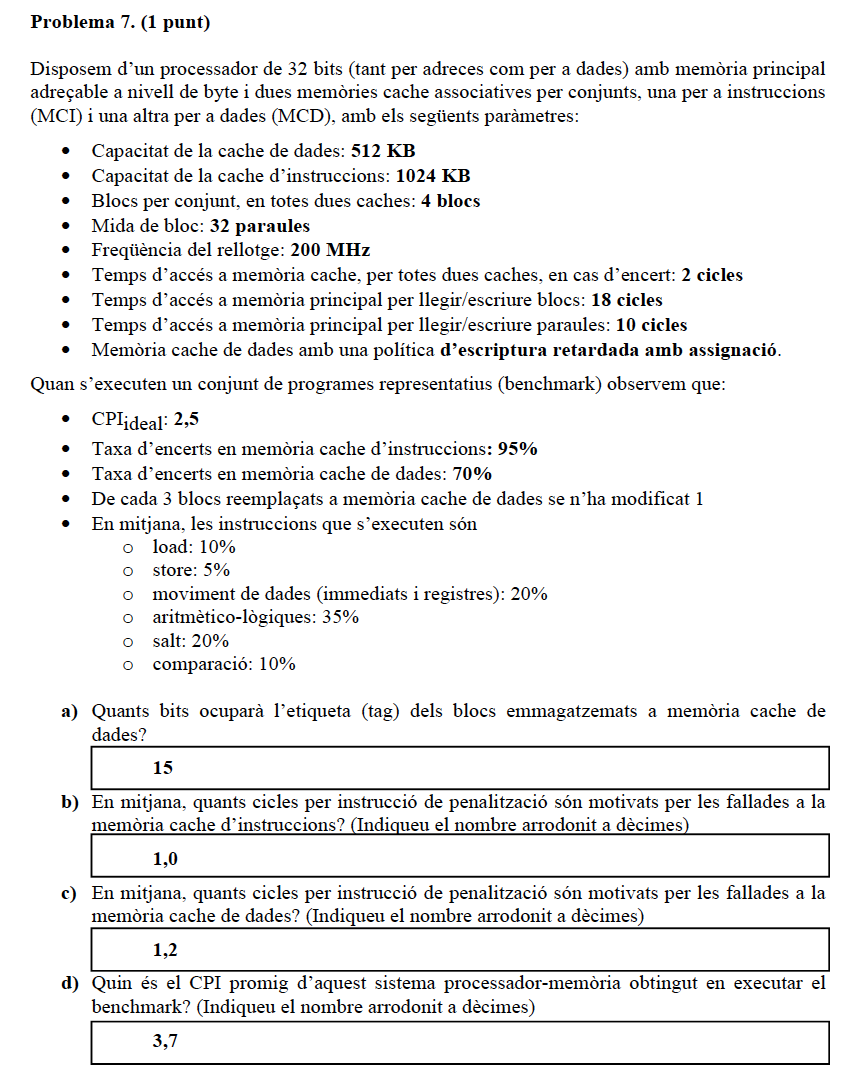 Problema 7. (1 punt)
Disposem d'un processador de 32 bits (tant per adreces com per a dades) amb memòria principal
adreçable a nivell de byte i dues memòries cache associatives per conjunts, una per a instruccions
(MCI) i una altra per a dades (MCD), amb els següents paràmetres:
• Capacitat de la cache de dades: 512 KB
• Capacitat de la cache d'instruccions: 1024 KB
• Blocs per conjunt, en totes dues caches: 4 blocs
• Mida de bloc: 32 paraules
• Freqüència del rellotge: 200 MHz
• Temps d'accés a memòria cache, per totes dues caches, en cas d'encert: 2 cicles
• Temps d'accés a memòria principal per llegir/escriure blocs: 18 cicles
• Temps d'accés a memòria principal per llegir/escriure paraules: 10 cicles
• Memòria cache de dades amb una política d'escriptura retardada amb assignació.
Quan s'executen un conjunt de programes representatius (benchmark) observem que:
• CPIideal: 2,5
• Taxa d'encerts en memòria cache d'instruccions: 95%
• Taxa d'encerts en memòria cache de dades: 70%
• De cada 3 blocs reemplaçats a memòria cache de dades se n'ha modificat 1
• En mitjana, les instruccions que s'executen són
o load: 10%
o store: 5%
o moviment de dades (immediats i registres): 20%
o aritmètico-lògiques: 35%
o salt: 20%
o comparació: 10%
a) Quants bits ocuparà l'etiqueta (tag) dels blocs emmagatzemats a memòria cache de
dades?
15
b) En mitjana, quants cicles per instrucció de penalització són motivats per les fallades a la
memòria cache d'instruccions? (Indiqueu el nombre arrodonit a dècimes)
1,0
c) En mitjana, quants cicles per instrucció de penalització són motivats per les fallades a la
memòria cache de dades? (Indiqueu el nombre arrodonit a dècimes)
1,2
d) Quin és el CPI promig d'aquest sistema processador-memòria obtingut en executar el
benchmark? (Indiqueu el nombre arrodonit a dècimes)
3,7